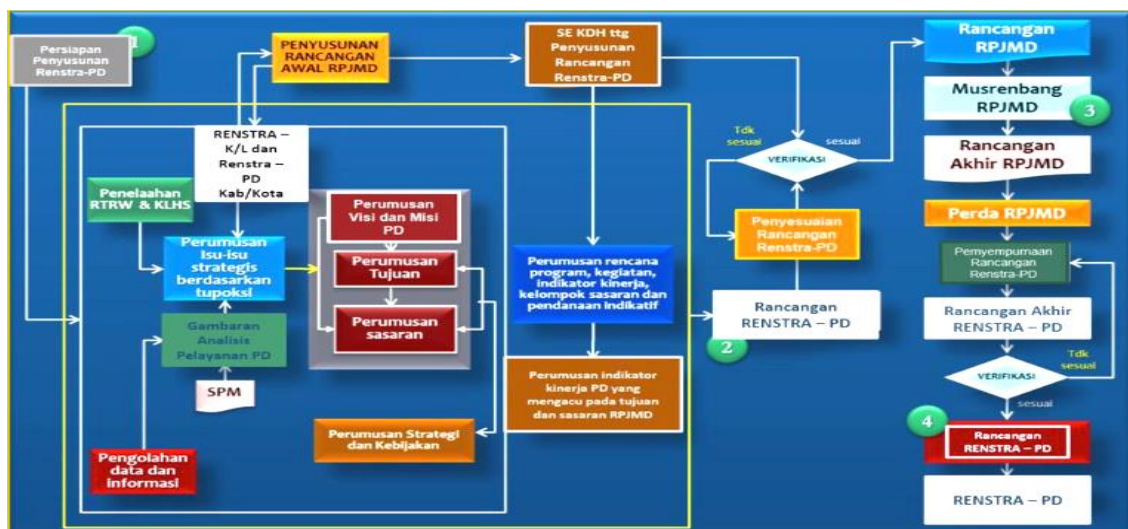 Persiapan
Penyusunan
Renstra-PD
1
PENYUSUNAN
RANCANGAN
AWAL RPJMD
SE KDH ttg
Penyusunan
Rancangan
Renstra-PD
RENSTRA –
K/L dan
Renstra –
PD
Kab/Kota
Penelaahan
RTRW & KLHS
Perumusan
Isu-isu
strategis
berdasarkan
tupoksi
Gambaran
Analisis
Pelayanan PD
SPM
Pengolahan
data dan
informasi
Perumusan
Visi dan Misi
PD
Perumusan
Tujuan
Perumusan
sasaran
Perumusan Strategi
dan Kebijakan
Perumusan rencana
program, kegiatan,
indikator kinerja,
kelompok sasaran dan
pendanaan indikatif
Perumusan indikator
kinerja PD yang
mengacu pada tujuan
dan sasaran RPJMD
Tdk
sesuai
sesuai
VERIFIKASI
Penyesuaian
Rancangan
Renstra-PD
Rancangan
RENSTRA – PD
2
Rancangan
RPJMD
Musrenbang
RPJMD
3
Rancangan
Akhir RPJMD
Perda RPJMD
Penyempurnaan
Rancangan
Renstra-PD
Rancangan Akhir
RENSTRA – PD
Tdk
sesuai
VERIFIKASI
sesuai
4
Rancangan
RENSTRA – PD
RENSTRA – PD